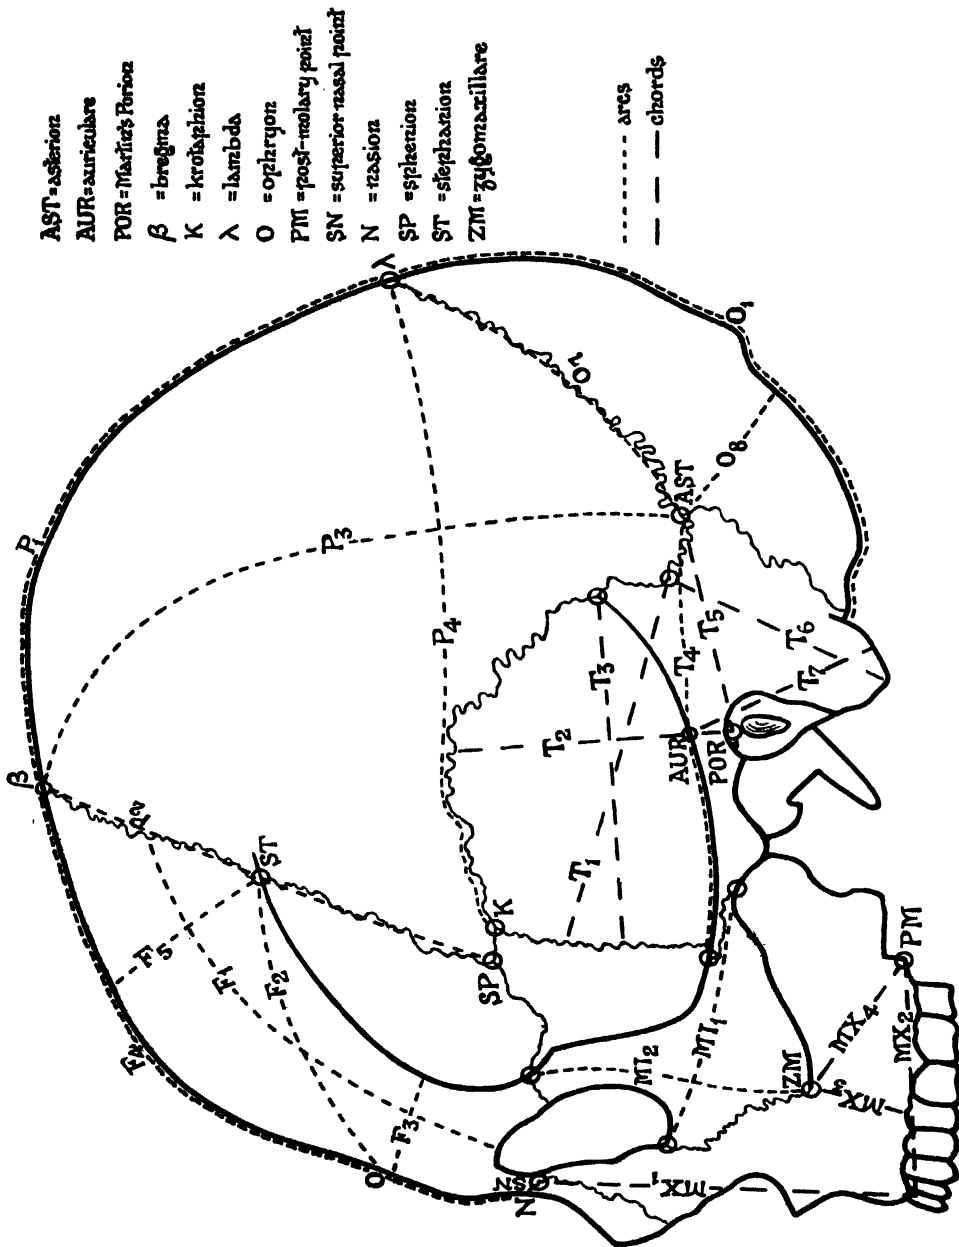 AST=asterion
AUR=auriculare
POR=Martin's Porion
β =bregma
K =krotaphion
λ =lambda
O =ophryon
PM =post-molary point
SN =superior nasal point
N =nasion
SP =sphenion
ST =stephanion
ZM =zygomaxillare
arcs
chords
β
P₁
λ
P₂
ST
F₅
F₁
F₂
F₄
F₃
O
P₃
P₄
O₂
O₁
O₈
AST
K
SP
T₁
T₂
T₃
T₄
T₅
T₆
T₇
AUR
POR
MI₂
MI₁
SN
N
ZM
PM
MX₁
MX₂
MX₃
MX₄